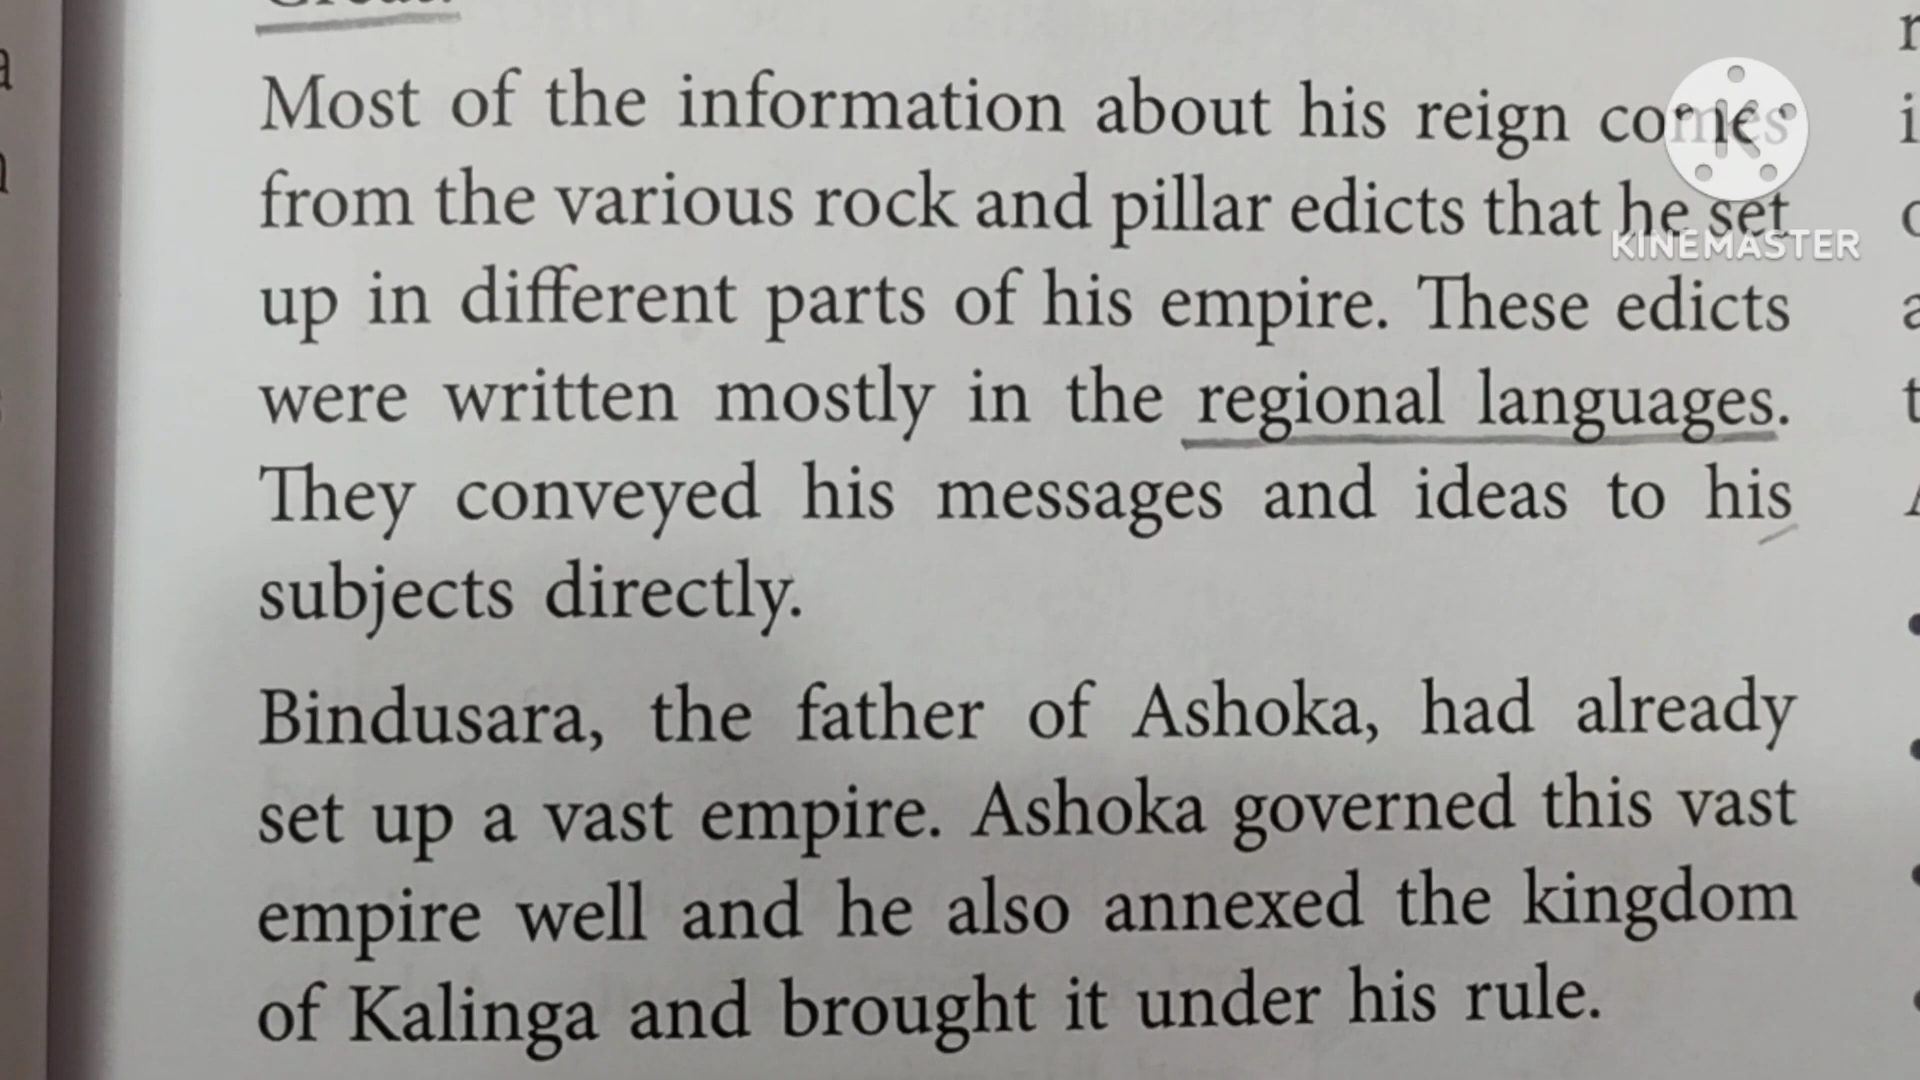 Most of the information about his reign comes
from the various rock and pillar edicts that he set
up in different parts of his empire. These edicts
were written mostly in the regional languages.
They conveyed his messages and ideas to his
subjects directly.
Bindusara, the father of Ashoka, had already
set up a vast empire. Ashoka governed this vast
empire well and he also annexed the kingdom
of Kalinga and brought it under his rule.
KINEMASTER